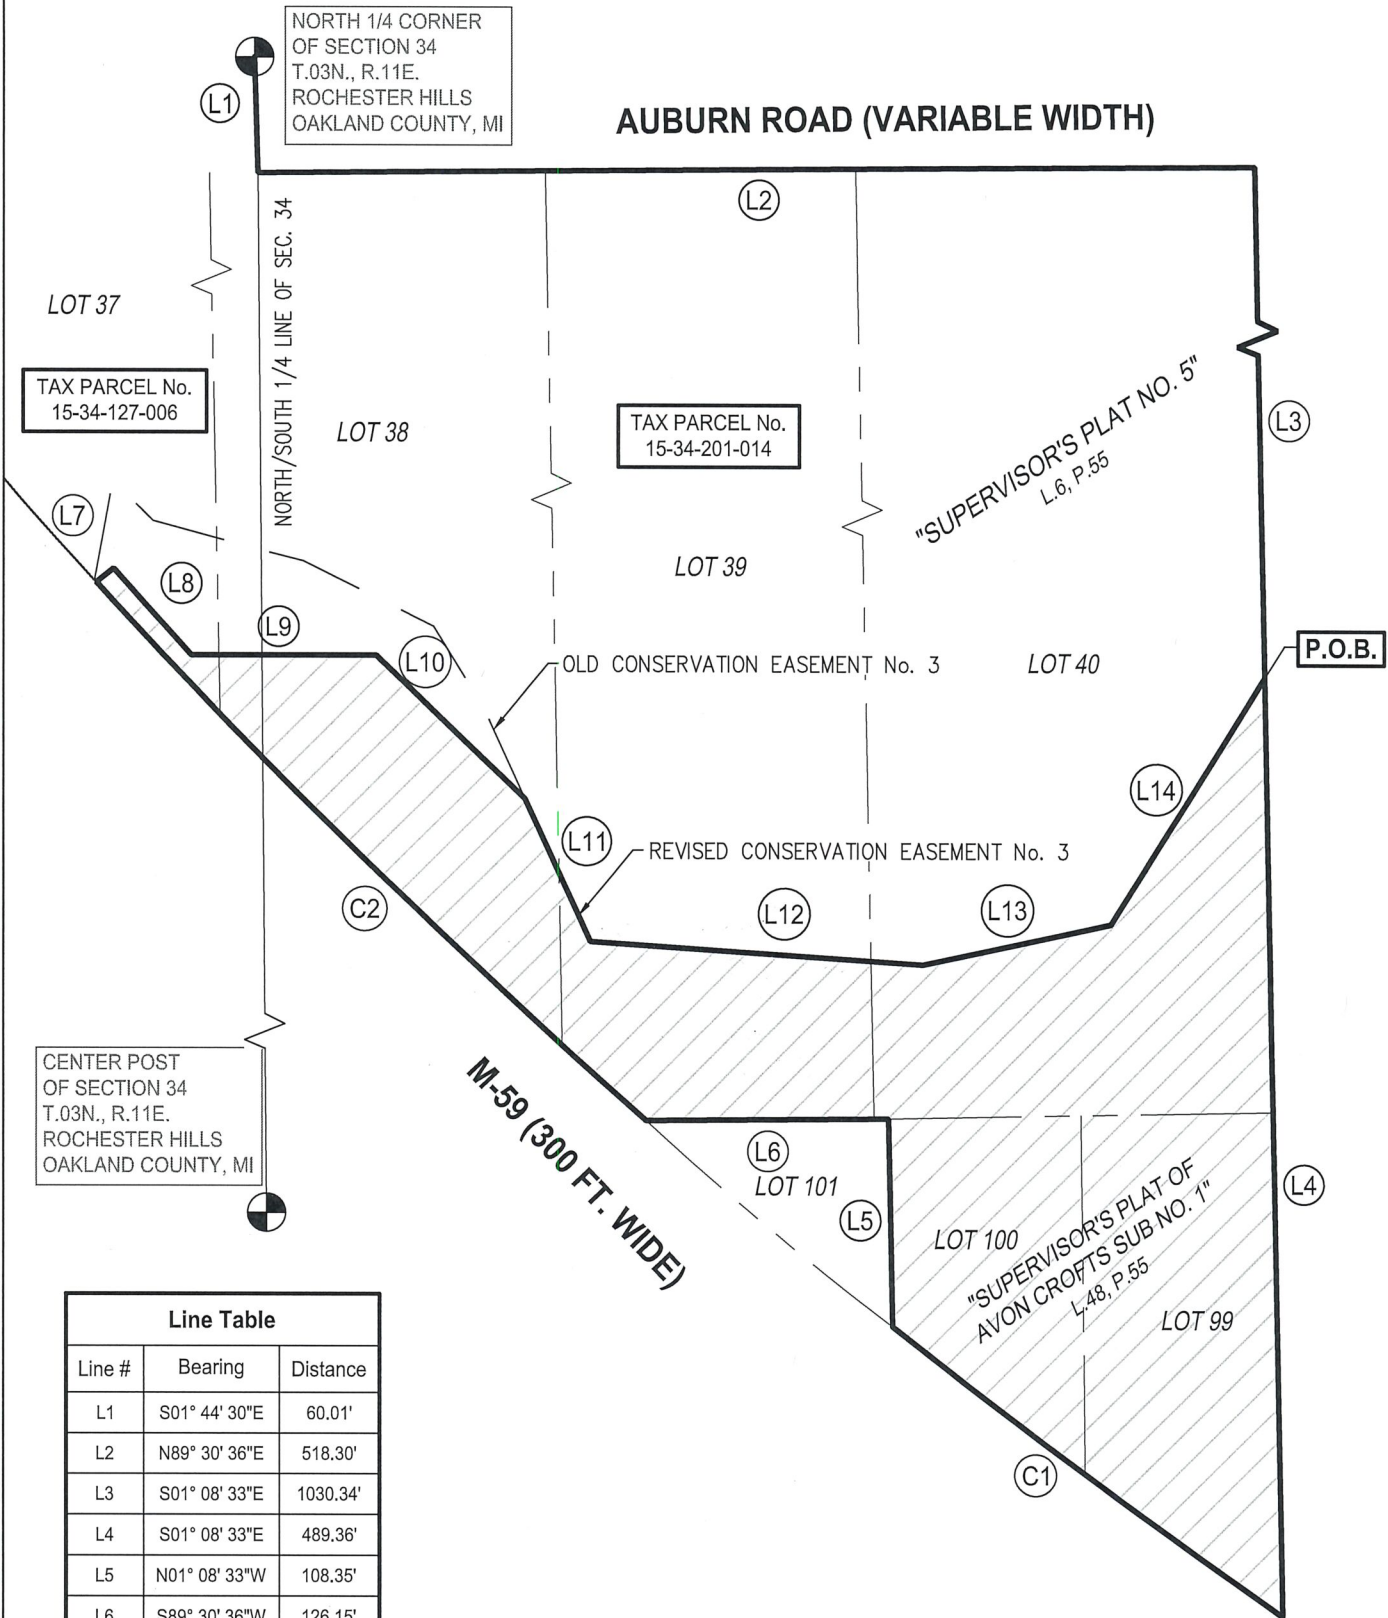 NORTH 1/4 CORNER
OF SECTION 34
T.03N., R.11E.
ROCHESTER HILLS
OAKLAND COUNTY, MI
L1
AUBURN ROAD (VARIABLE WIDTH)
L2
NORTH/SOUTH 1/4 LINE OF SEC. 34
LOT 37
TAX PARCEL No.
15-34-127-006
LOT 38
TAX PARCEL No.
15-34-201-014
"SUPERVISOR'S PLAT NO. 5"
L.6, P.55
L3
L7
L8
LOT 39
L9
L10
OLD CONSERVATION EASEMENT No. 3
LOT 40
P.O.B.
L14
L11
REVISED CONSERVATION EASEMENT No. 3
C2
L12
L13
CENTER POST
OF SECTION 34
T.03N., R.11E.
ROCHESTER HILLS
OAKLAND COUNTY, MI
M-59 (300 FT. WIDE)
L6
LOT 101
L5
L4
LOT 100
"SUPERVISOR'S PLAT OF
AVON CROFTS SUB NO. 1"
L.48, P.55
LOT 99
C1
Line Table
Line # Bearing Distance
L1 S01° 44' 30"E 60.01'
L2 N89° 30' 36"E 518.30'
L3 S01° 08' 33"E 1030.34'
L4 S01° 08' 33"E 489.36'
L5 N01° 08' 33"W 108.35'
L6 S89° 30' 36"W 126.15'